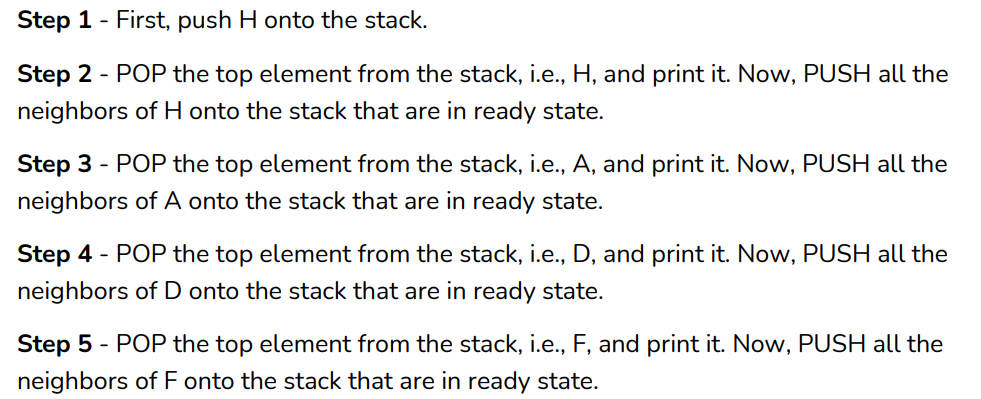 Step 1 - First, push H onto the stack.
Step 2 - POP the top element from the stack, i.e., H, and print it. Now, PUSH all the
neighbors of H onto the stack that are in ready state.
Step 3 - POP the top element from the stack, i.e., A, and print it. Now, PUSH all the
neighbors of A onto the stack that are in ready state.
Step 4 - POP the top element from the stack, i.e., D, and print it. Now, PUSH all the
neighbors of D onto the stack that are in ready state.
Step 5 - POP the top element from the stack, i.e., F, and print it. Now, PUSH all the
neighbors of F onto the stack that are in ready state.